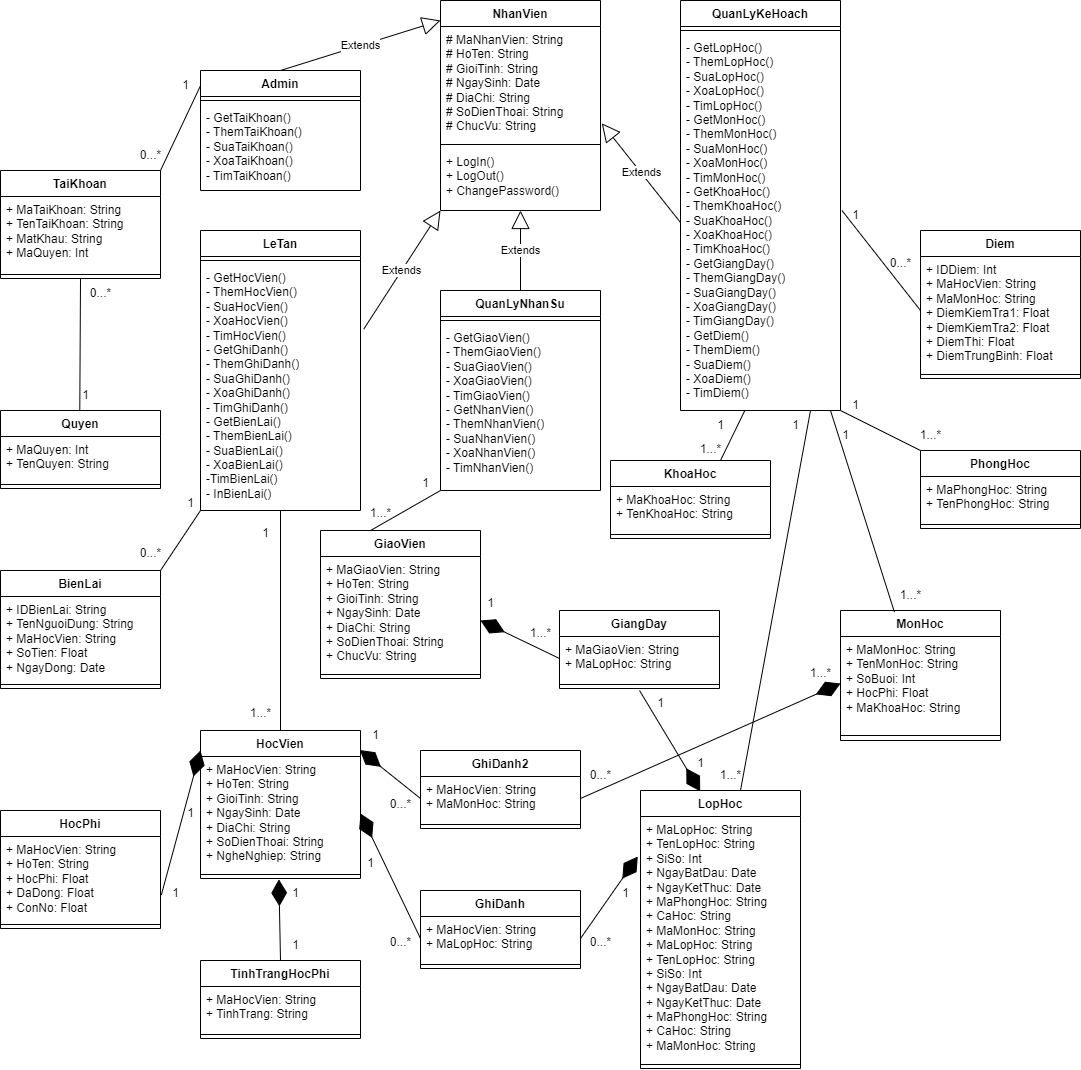 NhanVien
# MaNhanVien: String
# HoTen: String
# GioiTinh: String
# NgaySinh: Date
# DiaChi: String
# SoDienThoai: String
# ChucVu: String
+ LogIn()
+ LogOut()
+ ChangePassword()
QuanLyKeHoach
- GetLopHoc()
- ThemLopHoc()
- SuaLopHoc()
- XoaLopHoc()
- TimLopHoc()
- GetMonHoc()
- ThemMonHoc()
- SuaMonHoc()
- XoaMonHoc()
- TimMonHoc()
- GetKhoaHoc()
- ThemKhoaHoc()
- SuaKhoaHoc()
- XoaKhoaHoc()
- TimKhoaHoc()
- GetGiangDay()
- ThemGiangDay()
- SuaGiangDay()
- XoaGiangDay()
- TimGiangDay()
- GetDiem()
- ThemDiem()
- SuaDiem()
- XoaDiem()
- TimDiem()
Extends
Extends
Extends
Extends
Admin
- GetTaiKhoan()
- ThemTaiKhoan()
- SuaTaiKhoan()
- XoaTaiKhoan()
- TimTaiKhoan()
1
0...*
TaiKhoan
+ MaTaiKhoan: String
+ TenTaiKhoan: String
+ MatKhau: String
+ MaQuyen: Int
0...*
1
Quyen
+ MaQuyen: Int
+ TenQuyen: String
LeTan
- GetHocVien()
- ThemHocVien()
- SuaHocVien()
- XoaHocVien()
- TimHocVien()
- GetGhiDanh()
- ThemGhiDanh()
- SuaGhiDanh()
- XoaGhiDanh()
- TimGhiDanh()
- GetBienLai()
- ThemBienLai()
- SuaBienLai()
- XoaBienLai()
-TimBienLai()
- InBienLai()
QuanLyNhanSu
- GetGiaoVien()
- ThemGiaoVien()
- SuaGiaoVien()
- XoaGiaoVien()
- TimGiaoVien()
- GetNhanVien()
- ThemNhanVien()
- SuaNhanVien()
- XoaNhanVien()
- TimNhanVien()
1
0...*
Diem
+ IDDiem: Int
+ MaHocVien: String
+ MaMonHoc: String
+ DiemKiemTra1: Float
+ DiemKiemTra2: Float
+ DiemThi: Float
+ DiemTrungBinh: Float
1
1...*
KhoaHoc
+ MaKhoaHoc: String
+ TenKhoaHoc: String
1
1...*
PhongHoc
+ MaPhongHoc: String
+ TenPhongHoc: String
1
1
1...*
1
0...*
BienLai
+ IDBienLai: String
+ TenNguoiDung: String
+ MaHocVien: String
+ SoTien: Float
+ NgayDong: Date
1
1...*
1
1...*
GiaoVien
+ MaGiaoVien: String
+ HoTen: String
+ GioiTinh: String
+ NgaySinh: Date
+ DiaChi: String
+ SoDienThoai: String
+ ChucVu: String
1
1...*
GiangDay
+ MaGiaoVien: String
+ MaLopHoc: String
1
1
1...*
MonHoc
+ MaMonHoc: String
+ TenMonHoc: String
+ SoBuoi: Int
+ HocPhi: Float
+ MaKhoaHoc: String
1...*
0...*
HocVien
+ MaHocVien: String
+ HoTen: String
+ GioiTinh: String
+ NgaySinh: Date
+ DiaChi: String
+ SoDienThoai: String
+ NgheNghiep: String
1
0...*
GhiDanh2
+ MaHocVien: String
+ MaMonHoc: String
HocPhi
+ MaHocVien: String
+ HoTen: String
+ HocPhi: Float
+ DaDong: Float
+ ConNo: Float
1
1
1
0...*
GhiDanh
+ MaHocVien: String
+ MaLopHoc: String
1
0...*
1
1
TinhTrangHocPhi
+ MaHocVien: String
+ TinhTrang: String
LopHoc
+ MaLopHoc: String
+ TenLopHoc: String
+ SiSo: Int
+ NgayBatDau: Date
+ NgayKetThuc: Date
+ MaPhongHoc: String
+ CaHoc: String
+ MaMonHoc: String
+ MaLopHoc: String
+ TenLopHoc: String
+ SiSo: Int
+ NgayBatDau: Date
+ NgayKetThuc: Date
+ MaPhongHoc: String
+ CaHoc: String
+ MaMonHoc: String